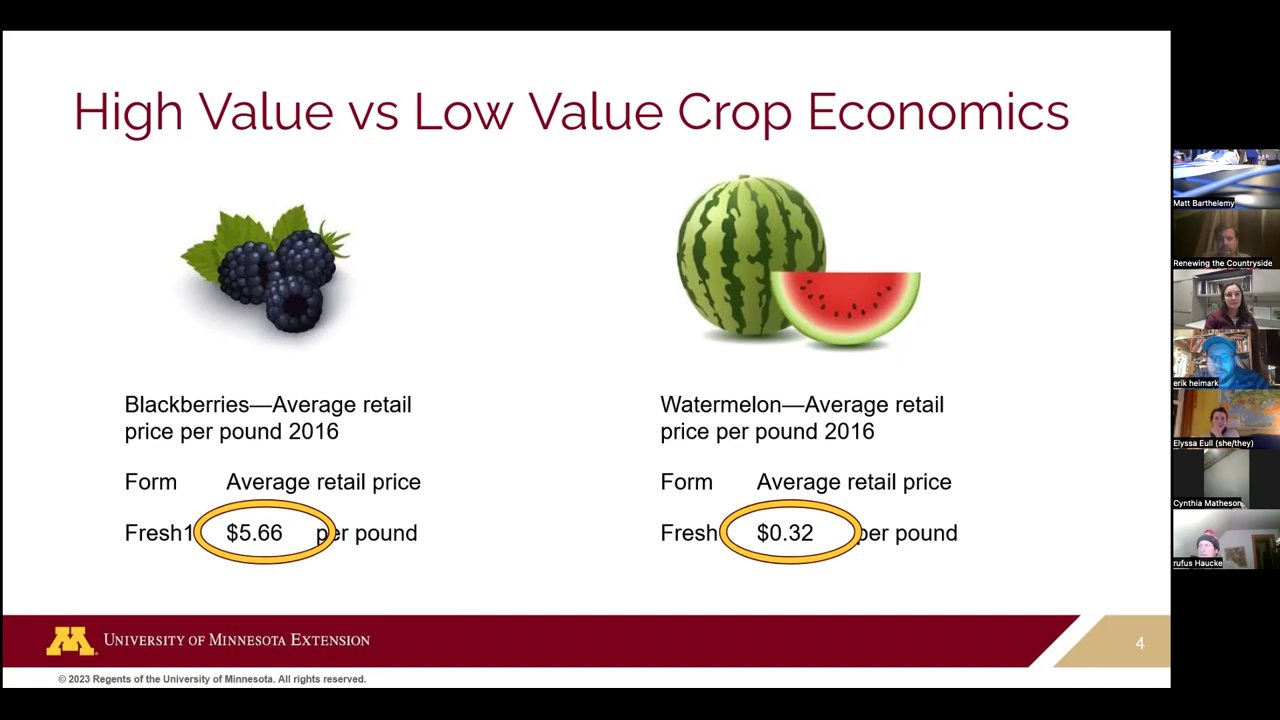 High Value vs Low Value Crop Economics
Blackberries—Average retail
price per pound 2016
Form Average retail price
Fresh1 $5.66 per pound
Watermelon—Average retail
price per pound 2016
Form Average retail price
Fresh $0.32 per pound
M
UNIVERSITY OF MINNESOTA EXTENSION
4
© 2023 Regents of the University of Minnesota. All rights reserved.
Matt Barthelemy
Renewing the Countryside
erik heimark
Elyssa Eull (she/they)
Cynthia Matheson
rufus Haucke